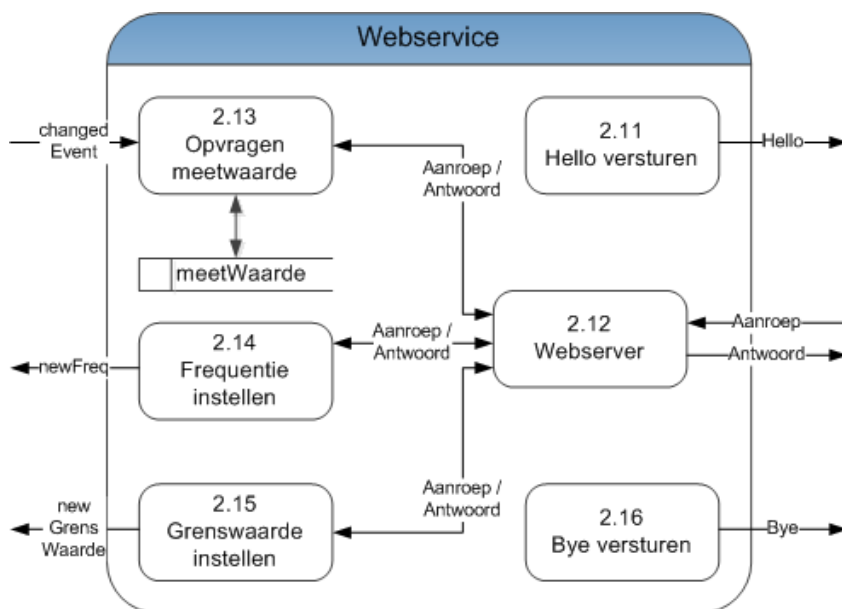 Webservice
changed
Event
2.13
Opvragen
meetwaarde
2.11
Hello versturen
Hello
Aanroep /
Antwoord
meetWaarde
newFreq
2.14
Frequentie
instellen
Aanroep /
Antwoord
2.12
Webserver
Aanroep
Antwoord
new
Grens
Waarde
2.15
Grenswaarde
instellen
Aanroep /
Antwoord
2.16
Bye versturen
Bye